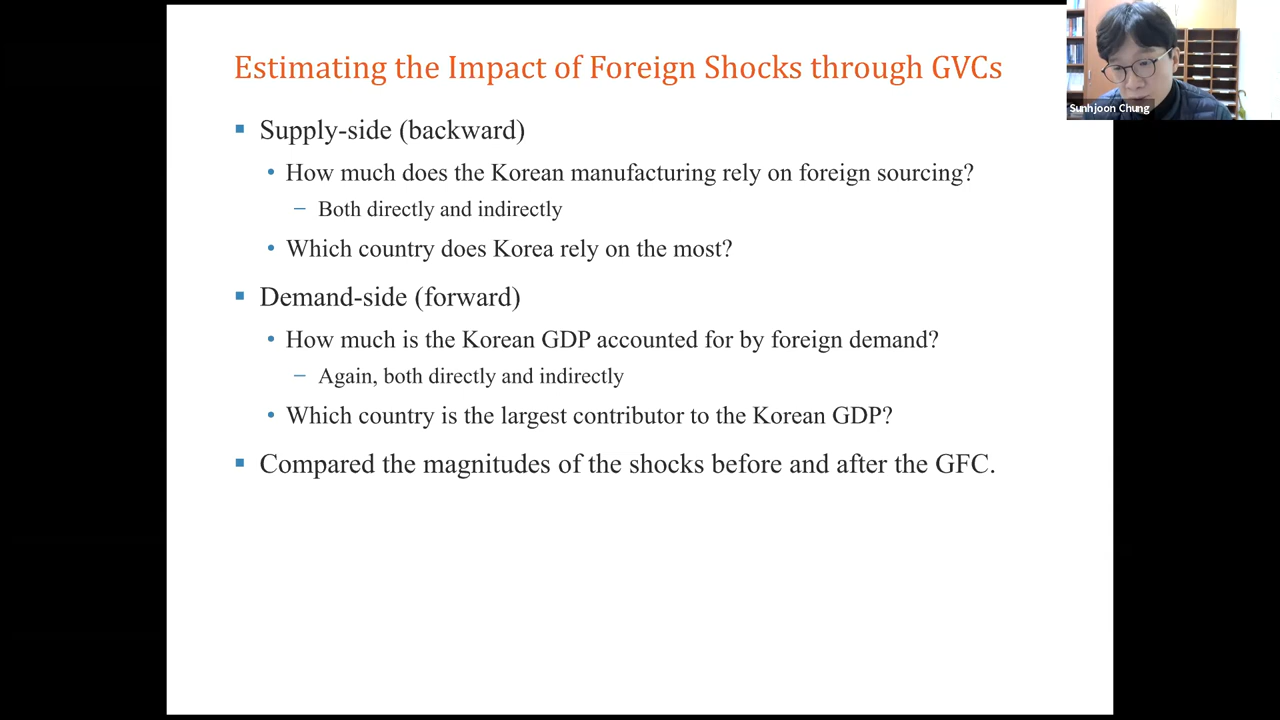 Estimating the Impact of Foreign Shocks through GVCs
Sunhjoon Chung
▪ Supply-side (backward)
• How much does the Korean manufacturing rely on foreign sourcing?
– Both directly and indirectly
• Which country does Korea rely on the most?
▪ Demand-side (forward)
• How much is the Korean GDP accounted for by foreign demand?
– Again, both directly and indirectly
• Which country is the largest contributor to the Korean GDP?
▪ Compared the magnitudes of the shocks before and after the GFC.